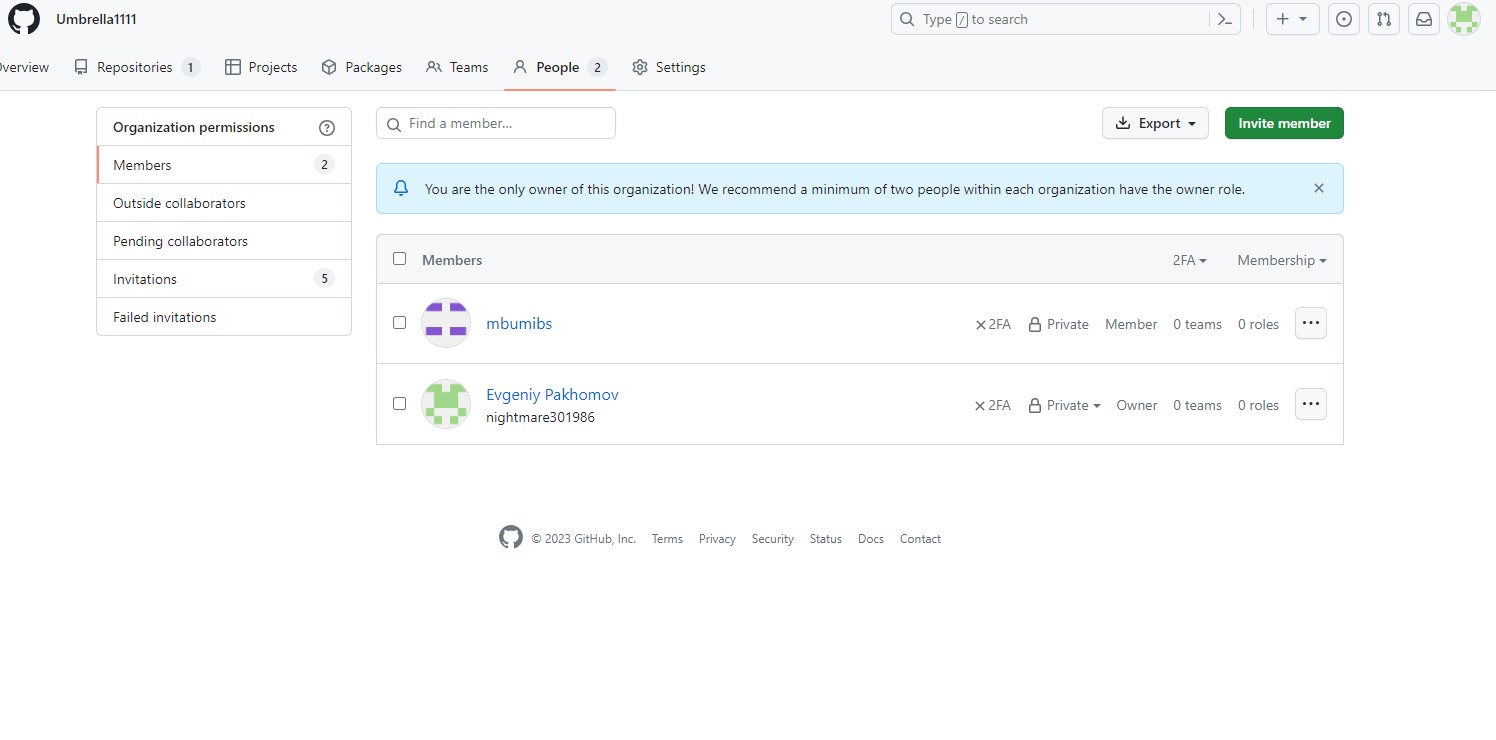 Umbrella1111
Type / to search
verview Repositories 1 Projects Packages Teams People 2 Settings
Organization permissions
Members 2
Outside collaborators
Pending collaborators
Invitations 5
Failed invitations
Find a member...
Export
Invite member
You are the only owner of this organization! We recommend a minimum of two people within each organization have the owner role.
Members 2FA Membership
mbumibs 2FA Private Member 0 teams 0 roles
Evgeniy Pakhomov
nightmare301986 2FA Private Owner 0 teams 0 roles
© 2023 GitHub, Inc. Terms Privacy Security Status Docs Contact